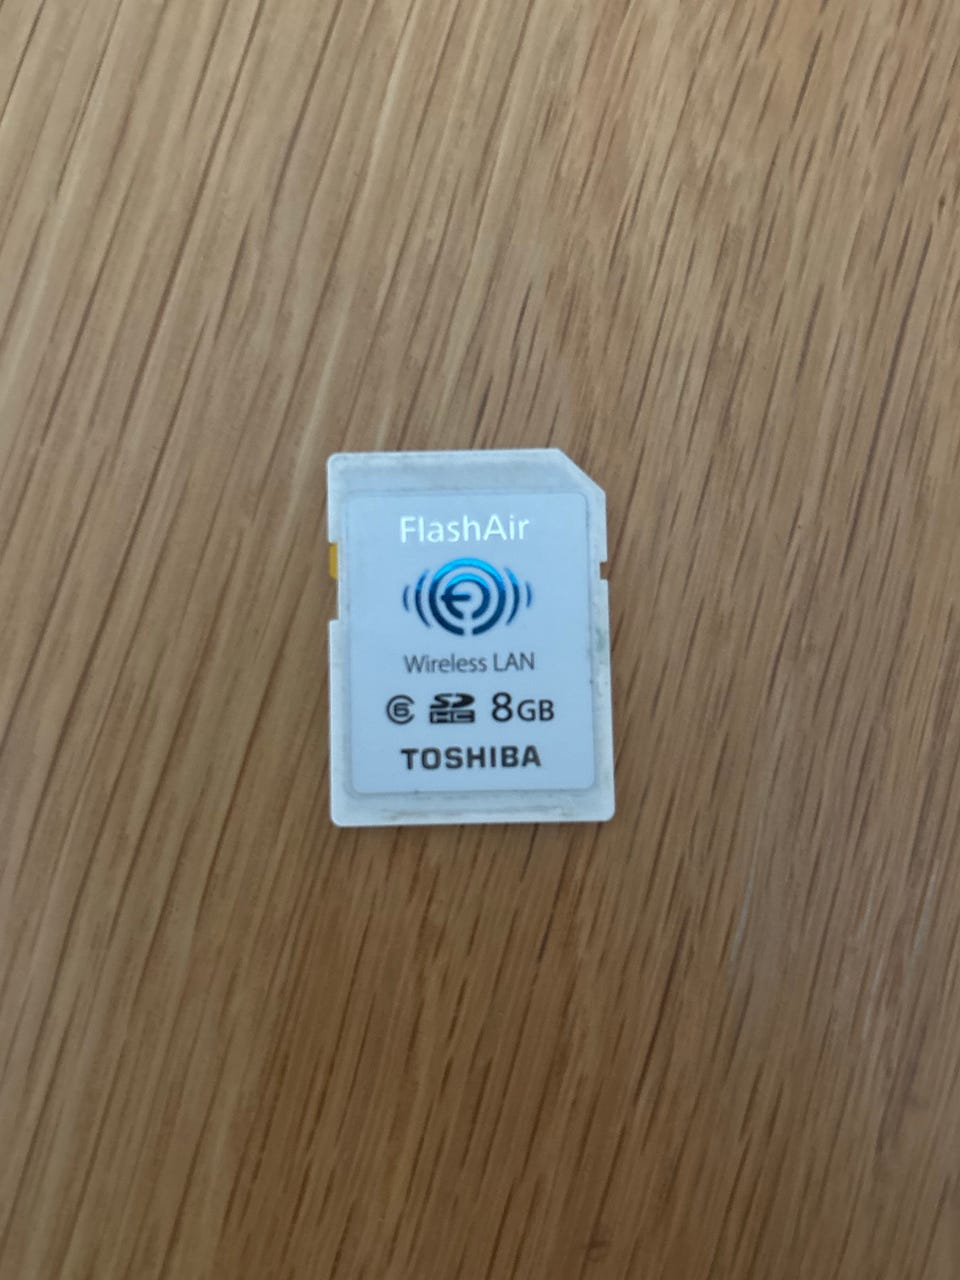 FlashAir
Wireless LAN
6 SD HC 8GB
TOSHIBA